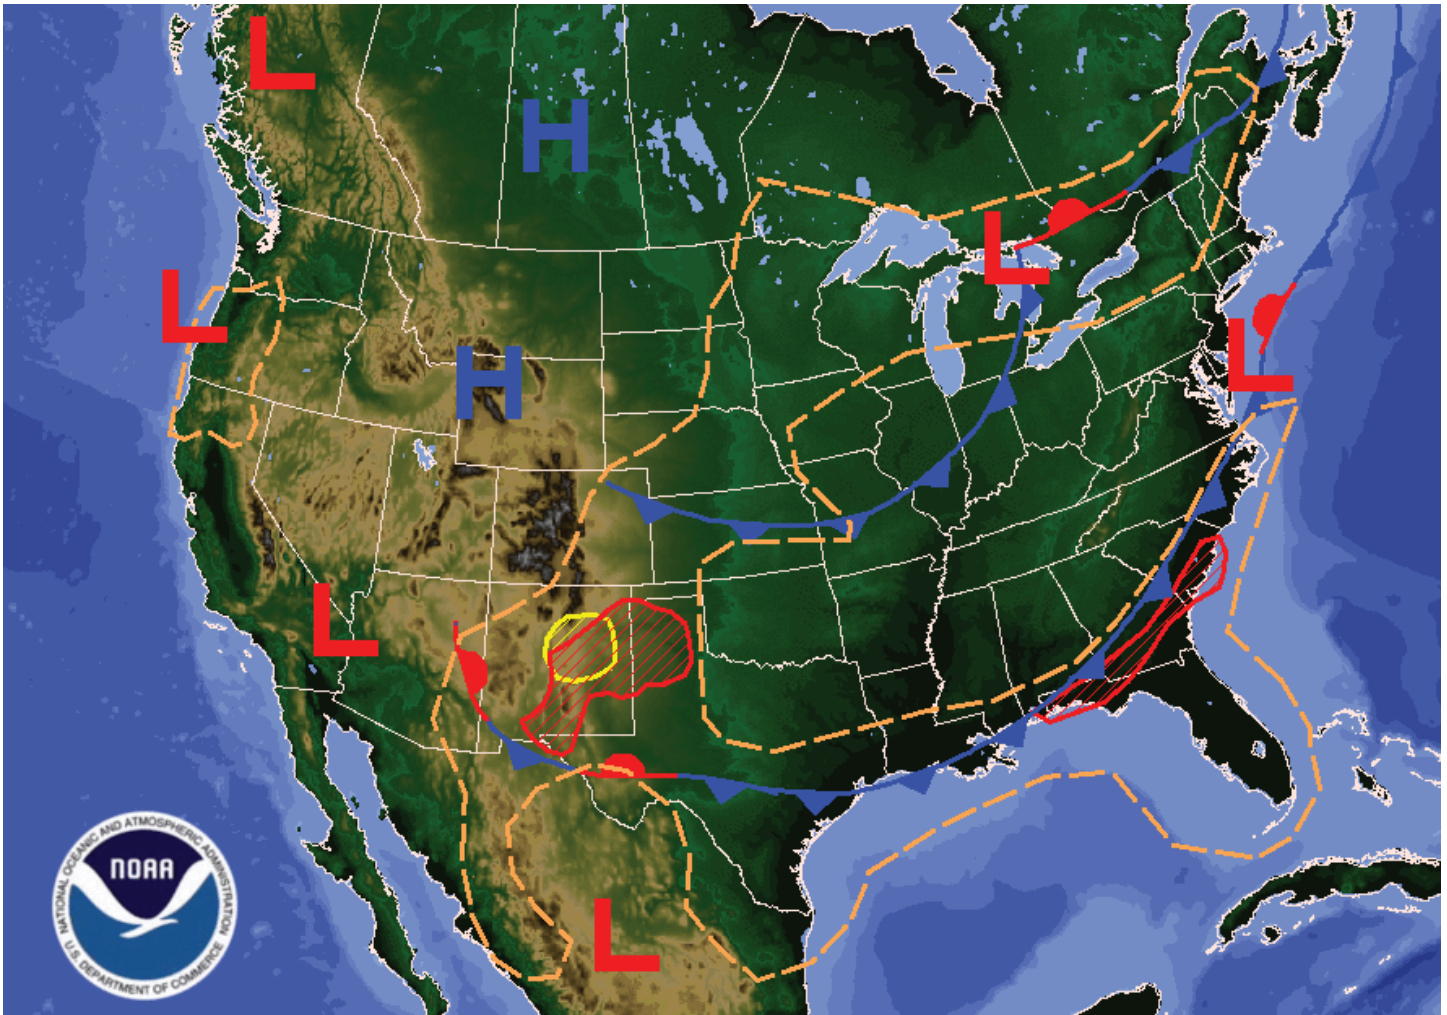 L
H
L
L
H
L
L
L
NATIONAL OCEANIC AND ATMOSPHERIC ADMINISTRATION
NOAA
U.S. DEPARTMENT OF COMMERCE
L